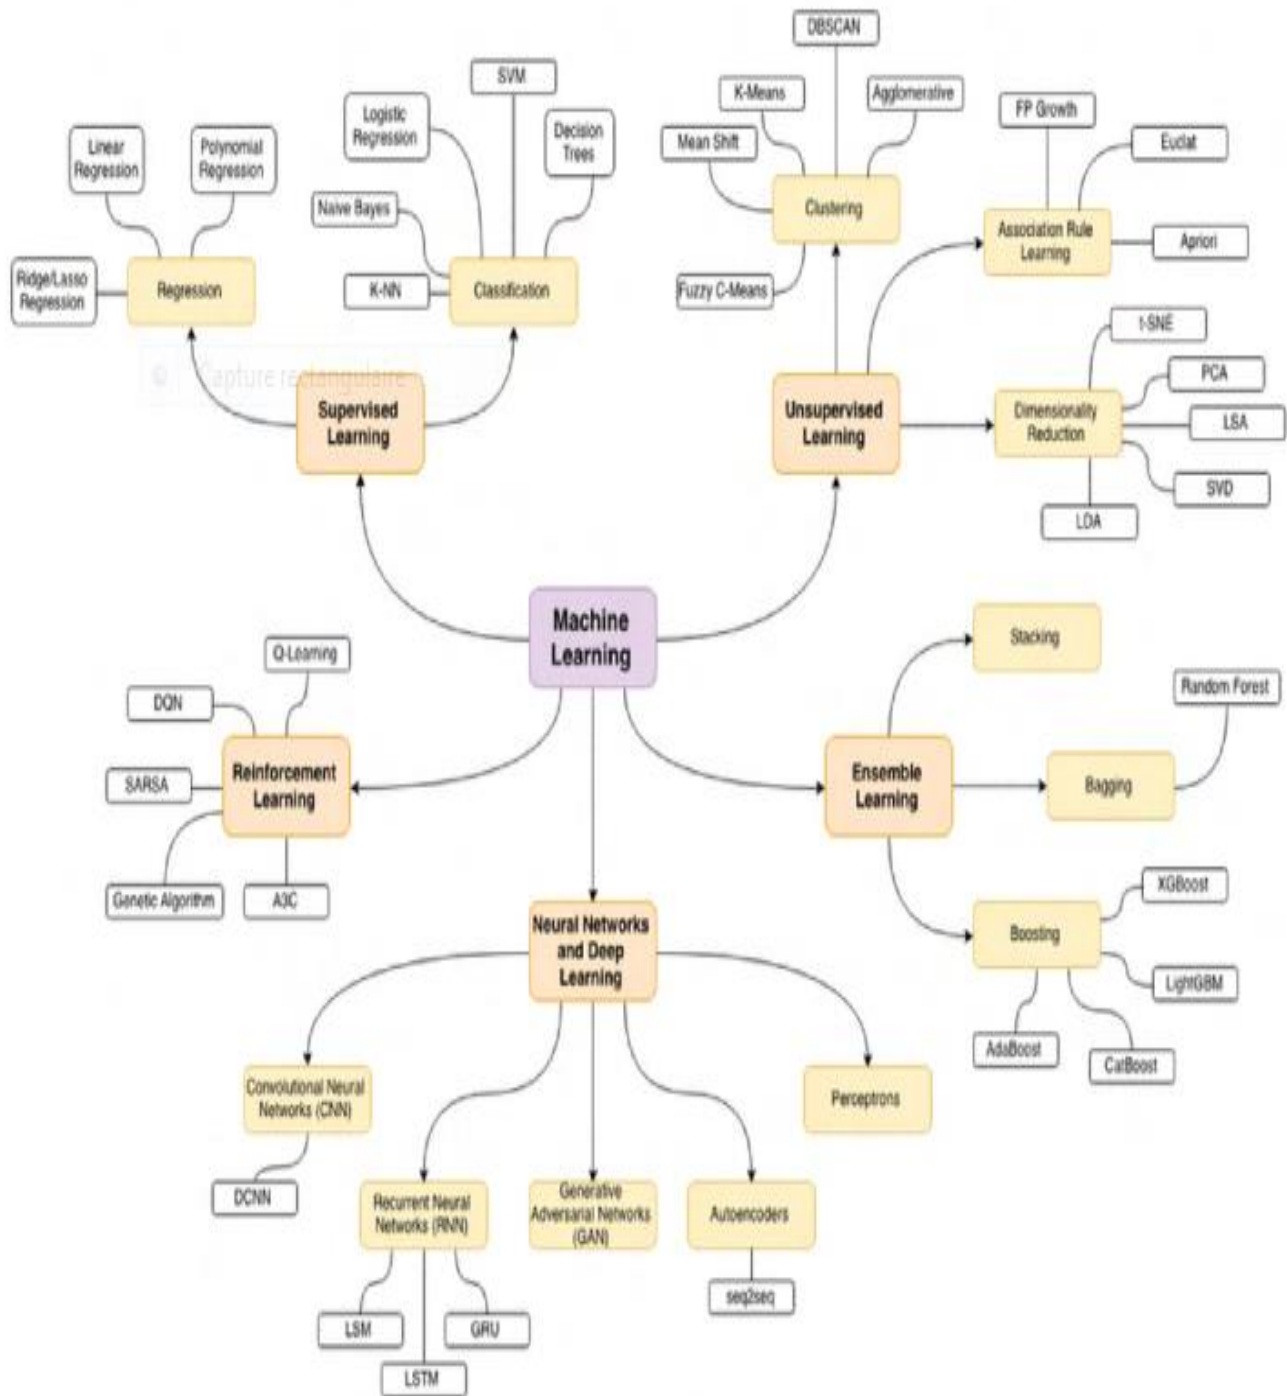 DBSCAN
SVM
K-Means
Agglomerative
FP Growth
Logistic
Regression
Decision
Trees
Linear
Regression
Polynomial
Regression
Mean Shift
Euclat
Naive Bayes
Clustering
Association Rule
Learning
Apriori
Ridge/Lasso
Regression
Regression
K-NN
Classification
Fuzzy C-Means
t-SNE
Capture rectangulaire
PCA
Supervised
Learning
Unsupervised
Learning
Dimensionality
Reduction
LSA
SVD
LDA
Machine
Learning
Stacking
Q-Learning
Random Forest
DQN
Reinforcement
Learning
Ensemble
Learning
SARSA
Bagging
Genetic Algorithm
A3C
XGBoost
Neural Networks
and Deep
Learning
Boosting
LightGBM
AdaBoost
CatBoost
Convolutional Neural
Networks (CNN)
Perceptrons
DCNN
Recurrent Neural
Networks (RNN)
Generative
Adversarial Networks
(GAN)
Autoencoders
seq2seq
LSM
GRU
LSTM